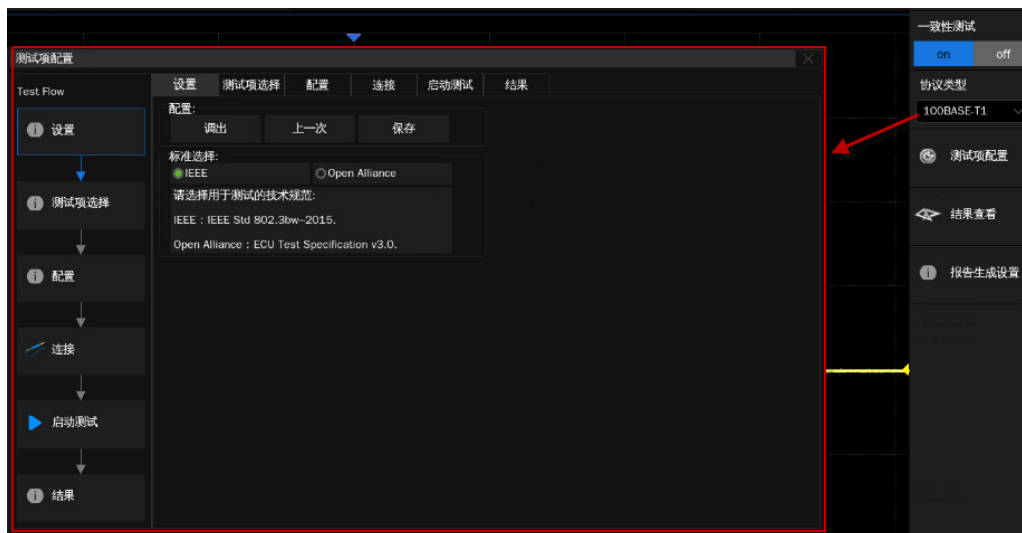 测试项配置
Test Flow
设置
测试项选择
配置
连接
启动测试
结果
设置 测试项选择 配置 连接 启动测试 结果
配置:
调出 上一次 保存
标准选择:
IEEE Open Alliance
请选择用于测试的技术规范:
IEEE : IEEE Std 802.3bw-2015.
Open Alliance : ECU Test Specification v3.0.
一致性测试
on off
协议类型
100BASE-T1
测试项配置
结果查看
报告生成设置